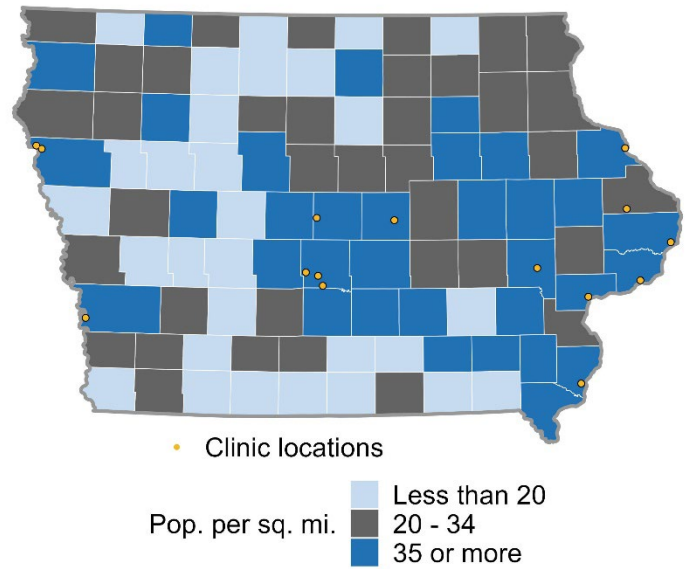 Clinic locations
Pop. per sq. mi.
Less than 20
20 - 34
35 or more